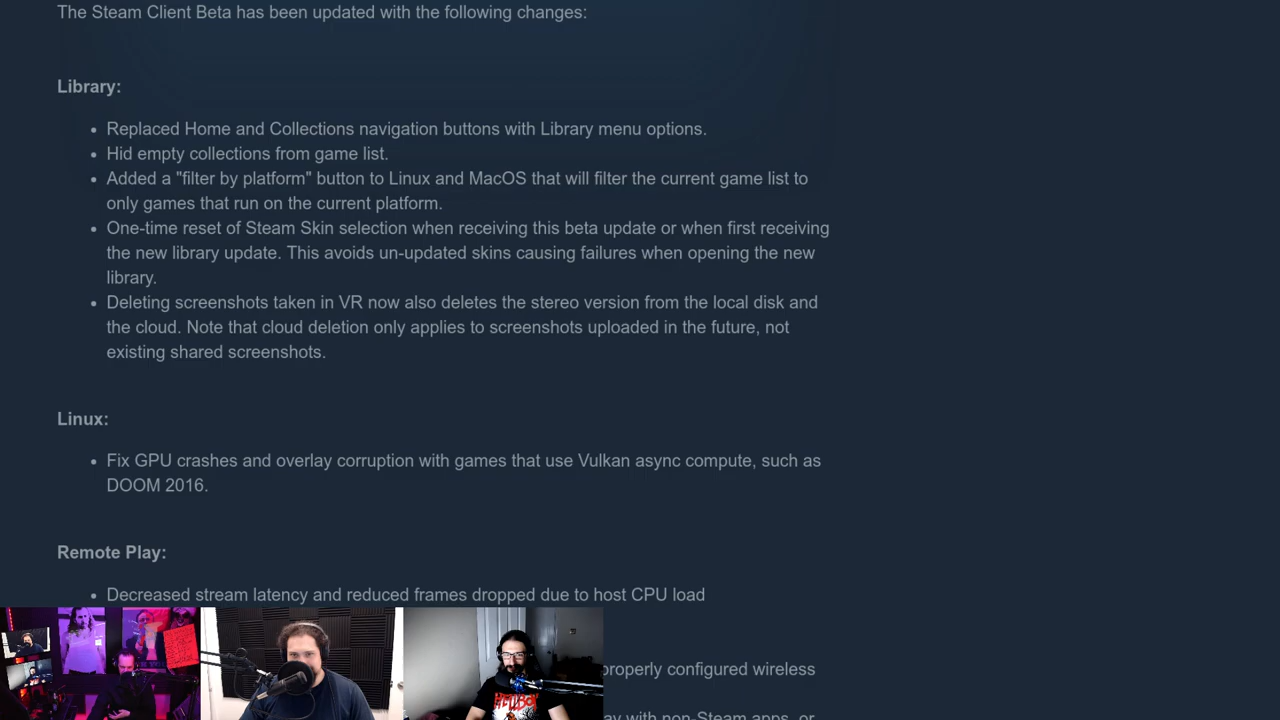 The Steam Client Beta has been updated with the following changes:
Library:
• Replaced Home and Collections navigation buttons with Library menu options.
• Hid empty collections from game list.
• Added a "filter by platform" button to Linux and MacOS that will filter the current game list to
only games that run on the current platform.
• One-time reset of Steam Skin selection when receiving this beta update or when first receiving
the new library update. This avoids un-updated skins causing failures when opening the new
library.
• Deleting screenshots taken in VR now also deletes the stereo version from the local disk and
the cloud. Note that cloud deletion only applies to screenshots uploaded in the future, not
existing shared screenshots.
Linux:
• Fix GPU crashes and overlay corruption with games that use Vulkan async compute, such as
DOOM 2016.
Remote Play:
• Decreased stream latency and reduced frames dropped due to host CPU load
properly configured wireless
with non-Steam apps, or
HELLBOY